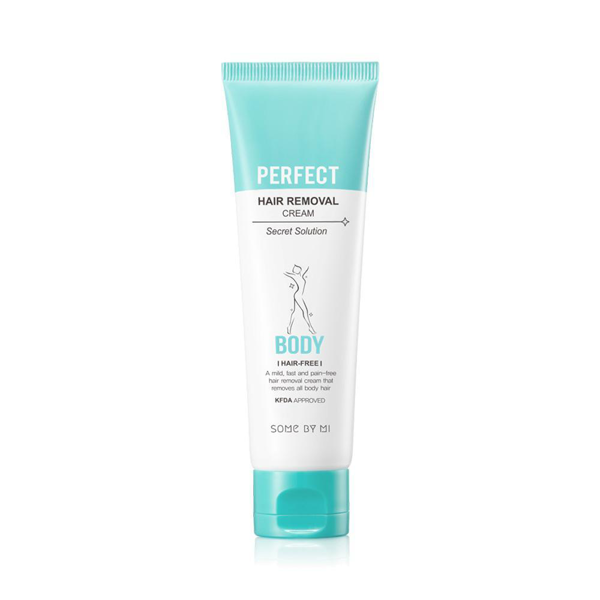 PERFECT
HAIR REMOVAL
CREAM
Secret Solution
BODY
I HAIR-FREE I
A mild, fast and pain-free
hair removal cream that
removes all body hair
KFDA APPROVED
SOME BY MI